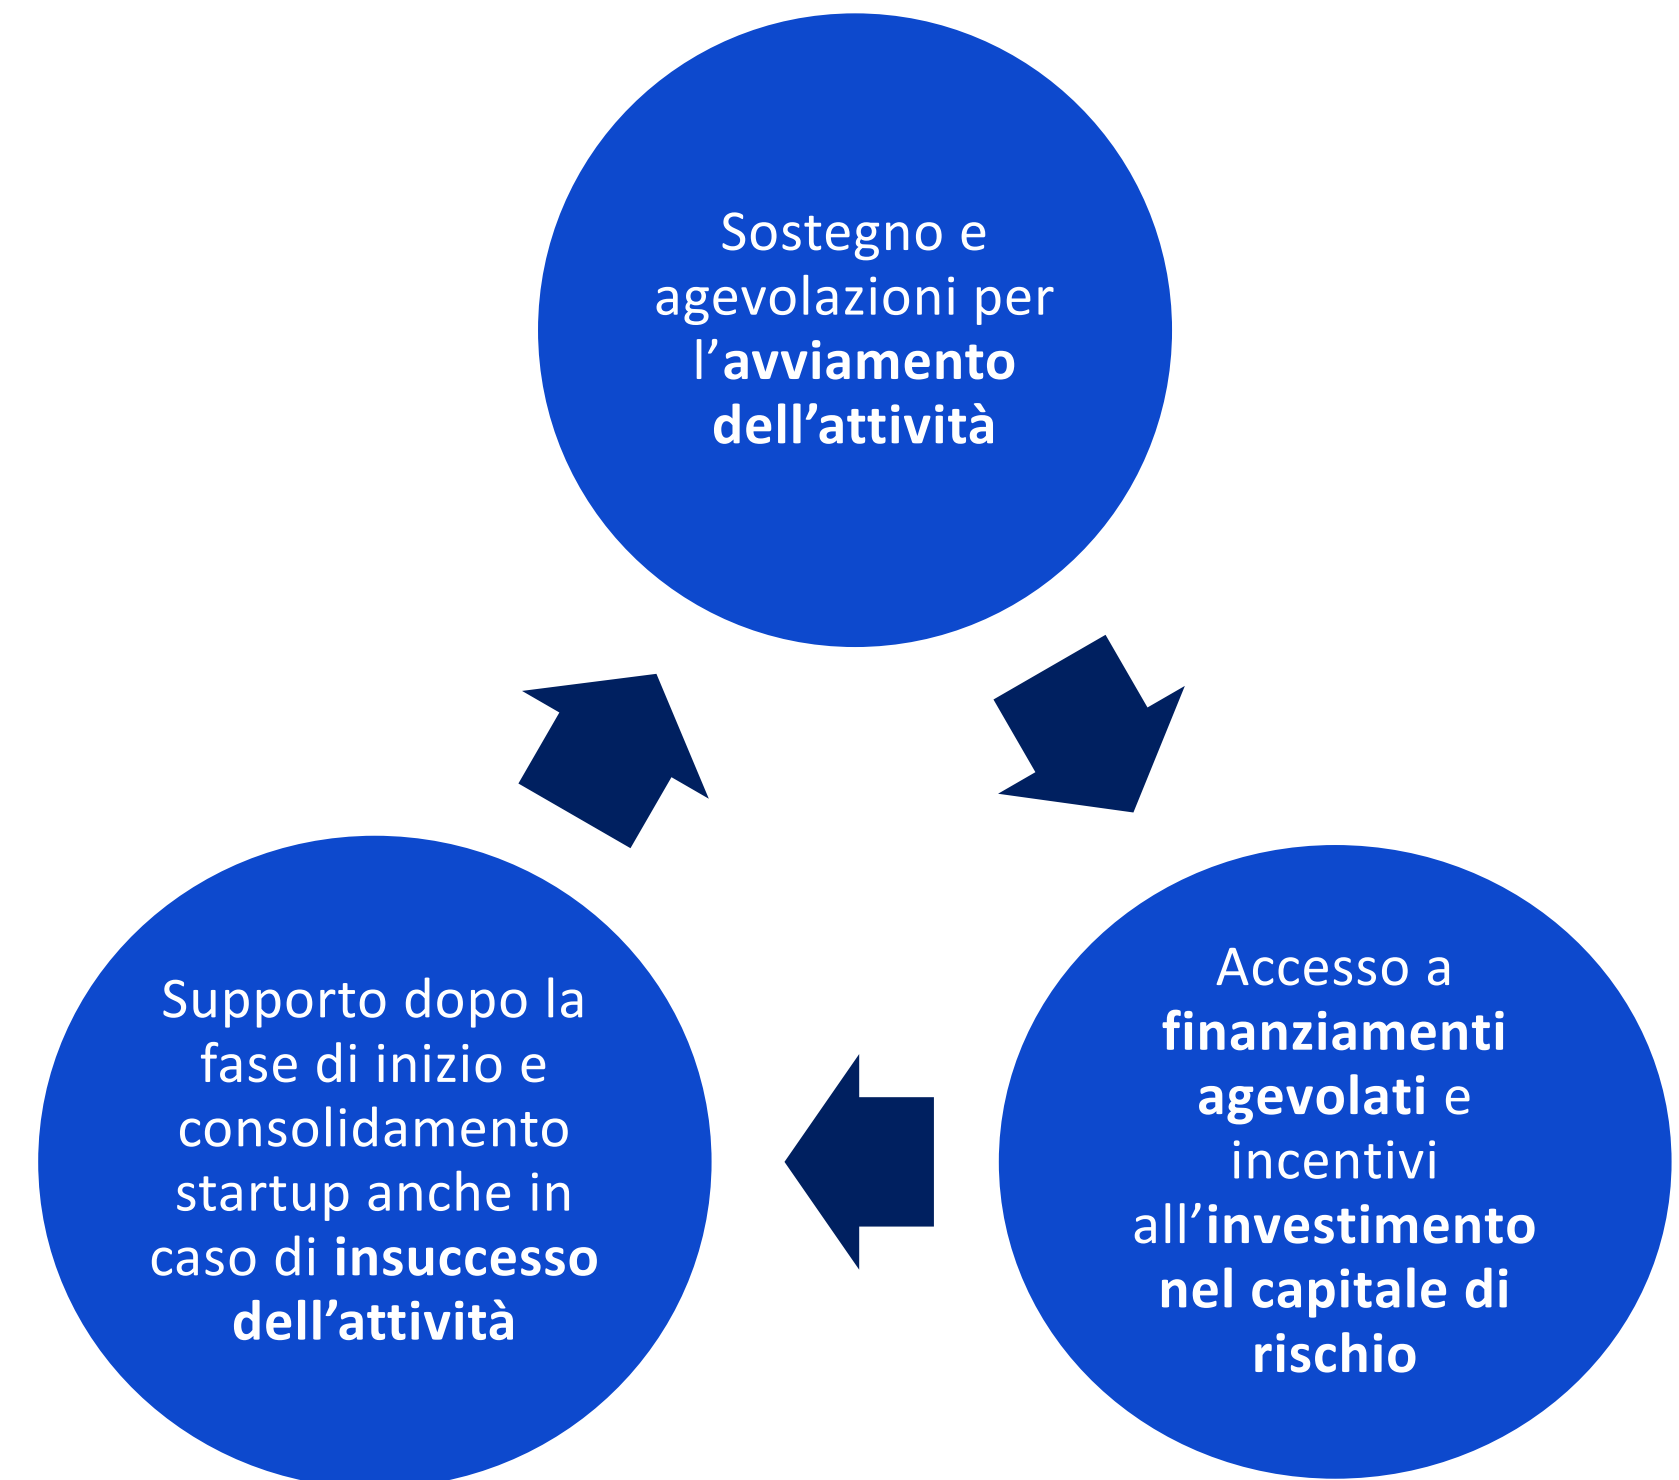 Sostegno e
agevolazioni per
l’avviamento
dell’attività
Accesso a
finanziamenti
agevolati e
incentivi
all’investimento
nel capitale di
rischio
Supporto dopo la
fase di inizio e
consolidamento
startup anche in
caso di insuccesso
dell’attività